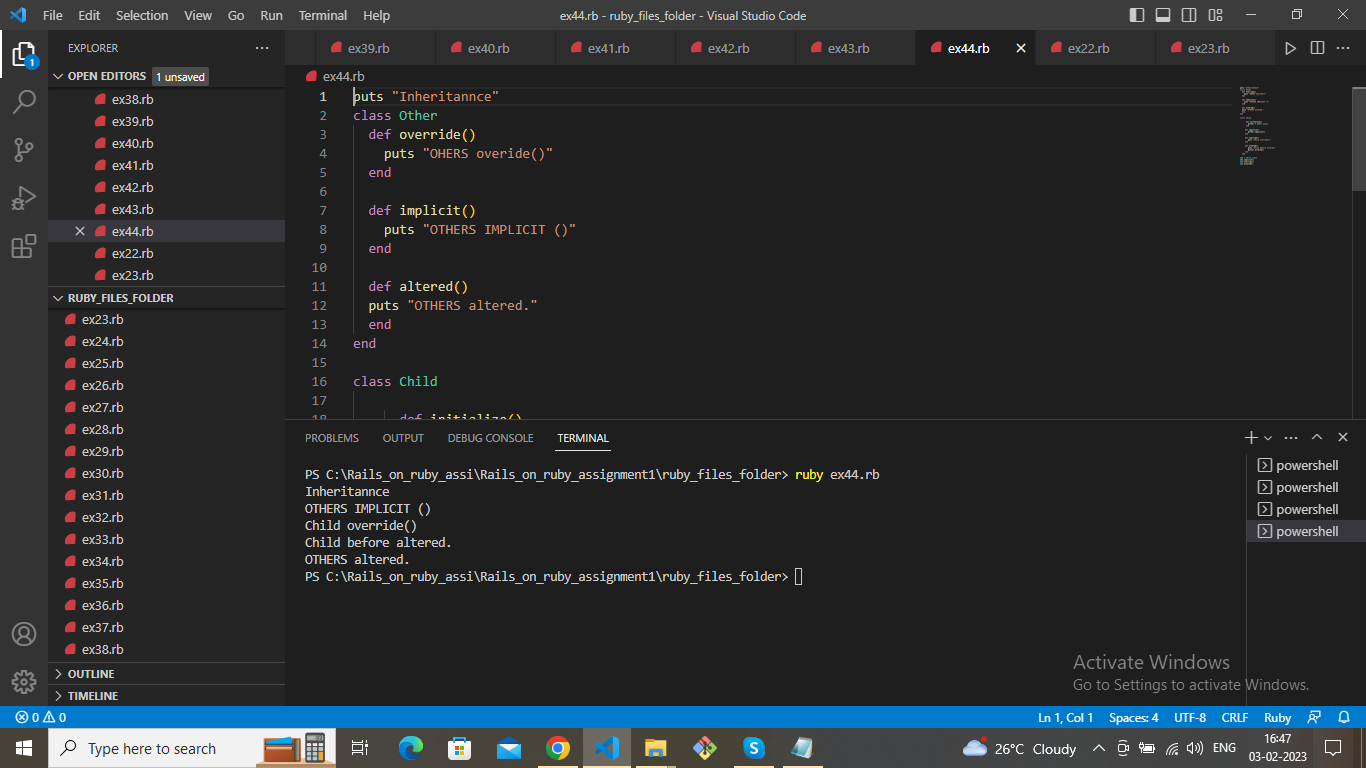 File Edit Selection View Go Run Terminal Help ex44.rb - ruby_files_folder - Visual Studio Code
EXPLORER
1
OPEN EDITORS 1 unsaved
ex38.rb
ex39.rb
ex40.rb
ex41.rb
ex42.rb
ex43.rb
ex44.rb
ex22.rb
ex23.rb
RUBY_FILES_FOLDER
ex23.rb
ex24.rb
ex25.rb
ex26.rb
ex27.rb
ex28.rb
ex29.rb
ex30.rb
ex31.rb
ex32.rb
ex33.rb
ex34.rb
ex35.rb
ex36.rb
ex37.rb
ex38.rb
OUTLINE
TIMELINE
ex39.rb ex40.rb ex41.rb ex42.rb ex43.rb ex44.rb ex22.rb ex23.rb
ex44.rb
1 puts "Inheritannce"
2 class Other
3 def override()
4 puts "OHERS overide()"
5 end
6
7 def implicit()
8 puts "OTHERS IMPLICIT ()"
9 end
10
11 def altered()
12 puts "OTHERS altered."
13 end
14 end
15
16 class Child
17
18 def initialize()
PROBLEMS OUTPUT DEBUG CONSOLE TERMINAL
PS C:\Rails_on_ruby_assi\Rails_on_ruby_assignment1\ruby_files_folder> ruby ex44.rb
Inheritannce
OTHERS IMPLICIT ()
Child override()
Child before altered.
OTHERS altered.
PS C:\Rails_on_ruby_assi\Rails_on_ruby_assignment1\ruby_files_folder>
powershell
powershell
powershell
powershell
Activate Windows
Go to Settings to activate Windows.
0 0 Ln 1, Col 1 Spaces: 4 UTF-8 CRLF Ruby
Type here to search 26°C Cloudy ENG 16:47
03-02-2023